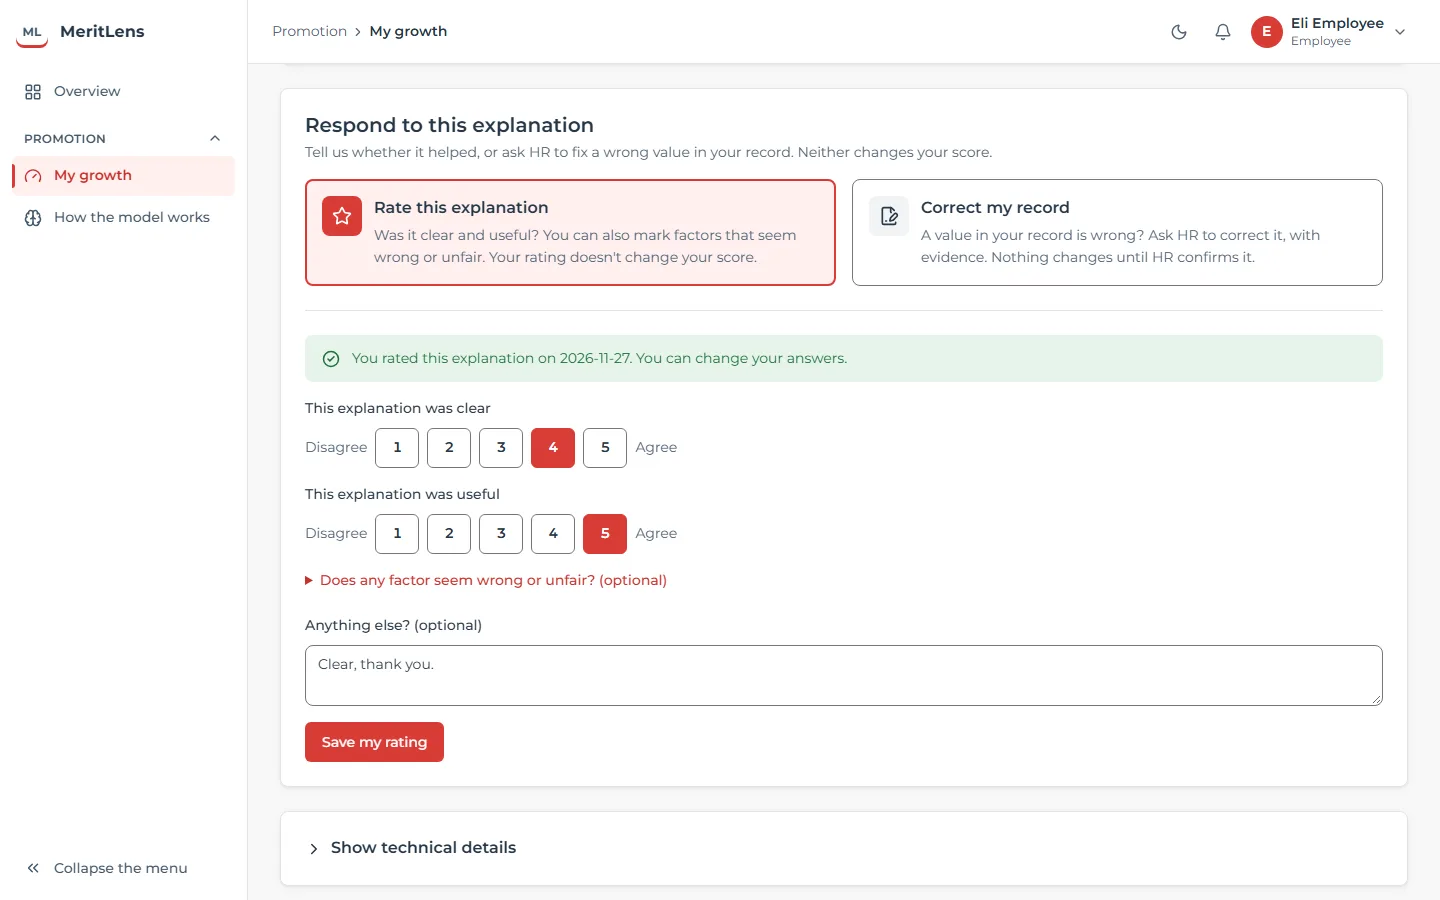 ML MeritLens
Promotion > My growth
E Eli Employee
Employee
Overview
PROMOTION
My growth
How the model works
Collapse the menu
Respond to this explanation
Tell us whether it helped, or ask HR to fix a wrong value in your record. Neither changes your score.
Rate this explanation
Was it clear and useful? You can also mark factors that seem
wrong or unfair. Your rating doesn't change your score.
Correct my record
A value in your record is wrong? Ask HR to correct it, with
evidence. Nothing changes until HR confirms it.
You rated this explanation on 2026-11-27. You can change your answers.
This explanation was clear
Disagree 1 2 3 4 5 Agree
This explanation was useful
Disagree 1 2 3 4 5 Agree
Does any factor seem wrong or unfair? (optional)
Anything else? (optional)
Clear, thank you.
Save my rating
Show technical details